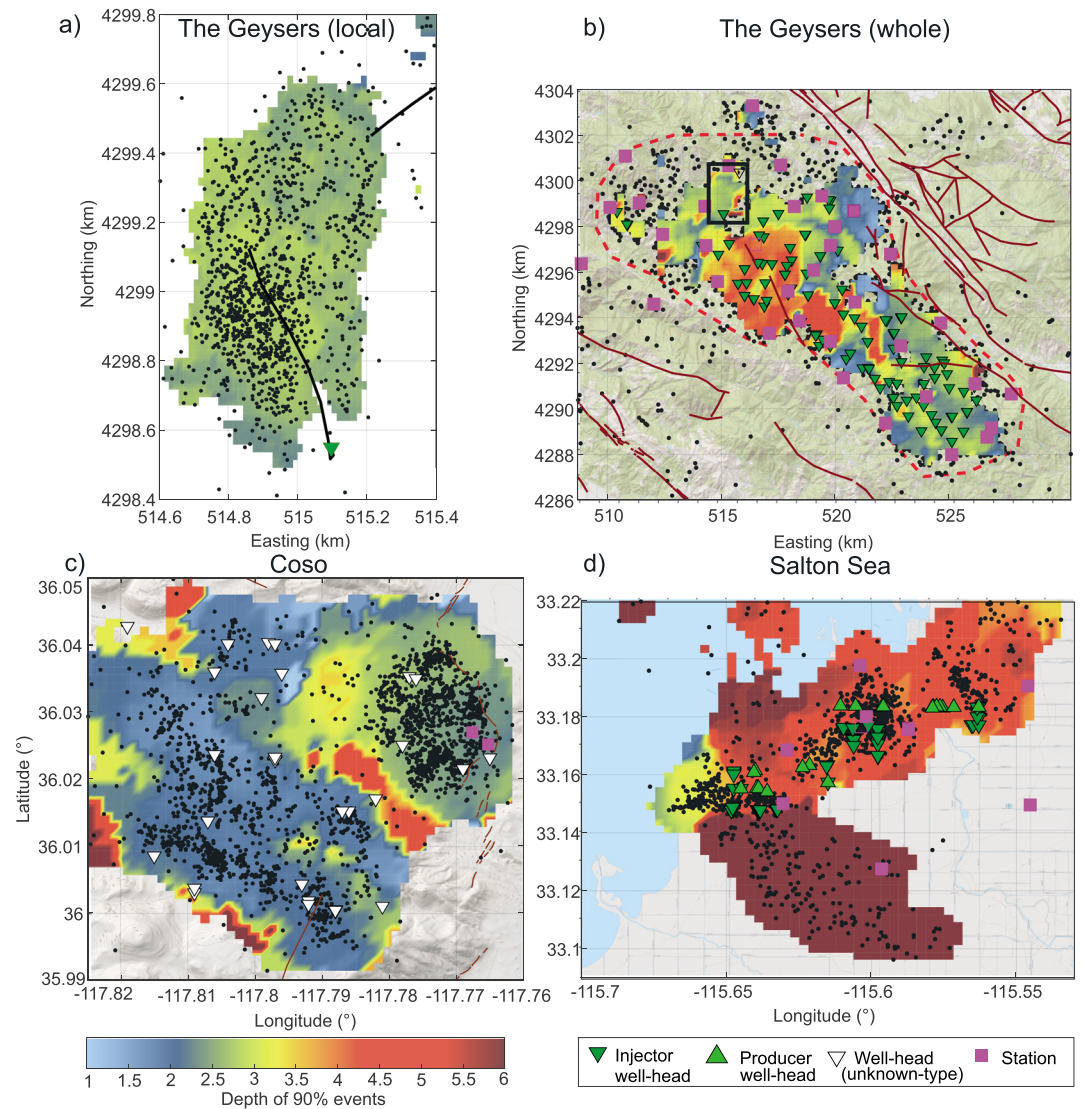 a)
The Geysers (local)
4299.8
4299.6
4299.4
4299.2
4299
4298.8
4298.6
4298.4
Northing (km)
514.6 514.8 515 515.2 515.4
Easting (km)
b)
The Geysers (whole)
4304
4302
4300
4298
4296
4294
4292
4290
4288
4286
Northing (km)
510 515 520 525
Easting (km)
c)
Coso
36.05
36.04
36.03
36.02
36.01
36
35.99
Latitude (°)
-117.82 -117.81 -117.8 -117.79 -117.78 -117.77 -117.76
Longitude (°)
d)
Salton Sea
33.22
33.2
33.18
33.16
33.14
33.12
33.1
-115.7 -115.65 -115.6 -115.55
Longitude (°)
1 1.5 2 2.5 3 3.5 4 4.5 5 5.5 6
Depth of 90% events
Injector
well-head
Producer
well-head
Well-head
(unknown-type)
Station